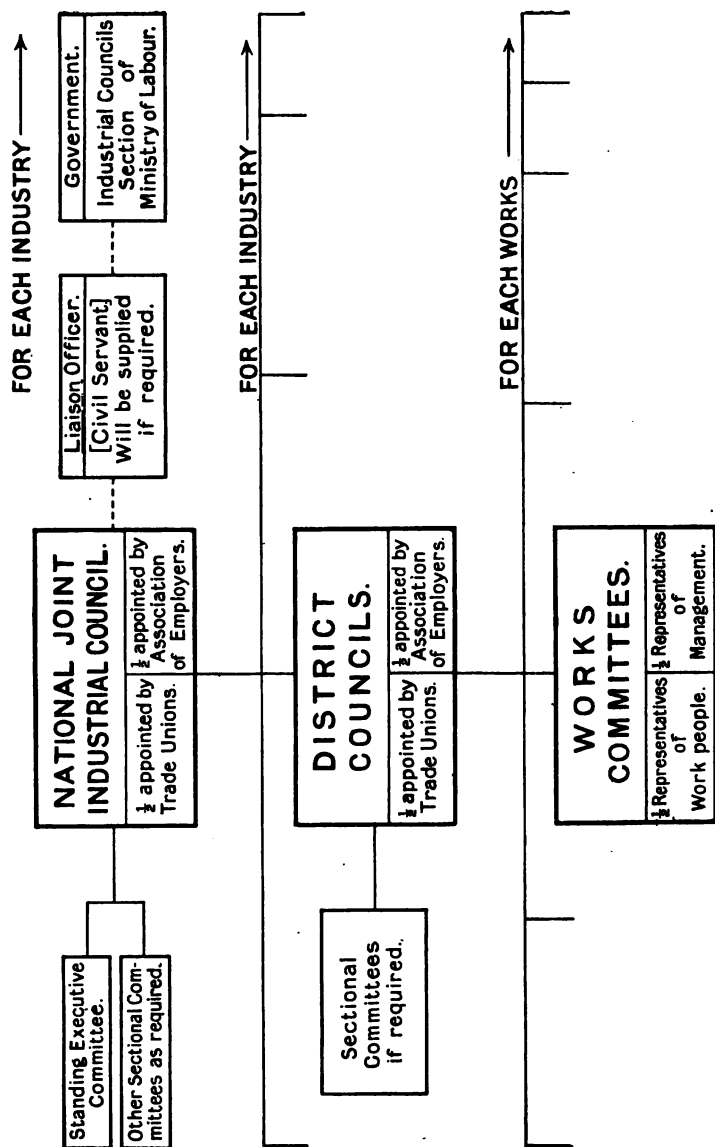 FOR EACH INDUSTRY
Standing Executive
Committee.
Other Sectional Com-
mittees as required.
NATIONAL JOINT
INDUSTRIAL COUNCIL.
½ appointed by
Trade Unions.
½ appointed by
Association
of Employers.
Liaison Officer.
[Civil Servant]
Will be supplied
if required.
Government.
Industrial Councils
Section
of
Ministry of Labour.
FOR EACH INDUSTRY
Sectional
Committees
if required.
DISTRICT
COUNCILS.
½ appointed by
Trade Unions.
½ appointed by
Association
of Employers.
FOR EACH WORKS
WORKS
COMMITTEES.
½ Representatives
of
Work people.
½ Representatives
of
Management.